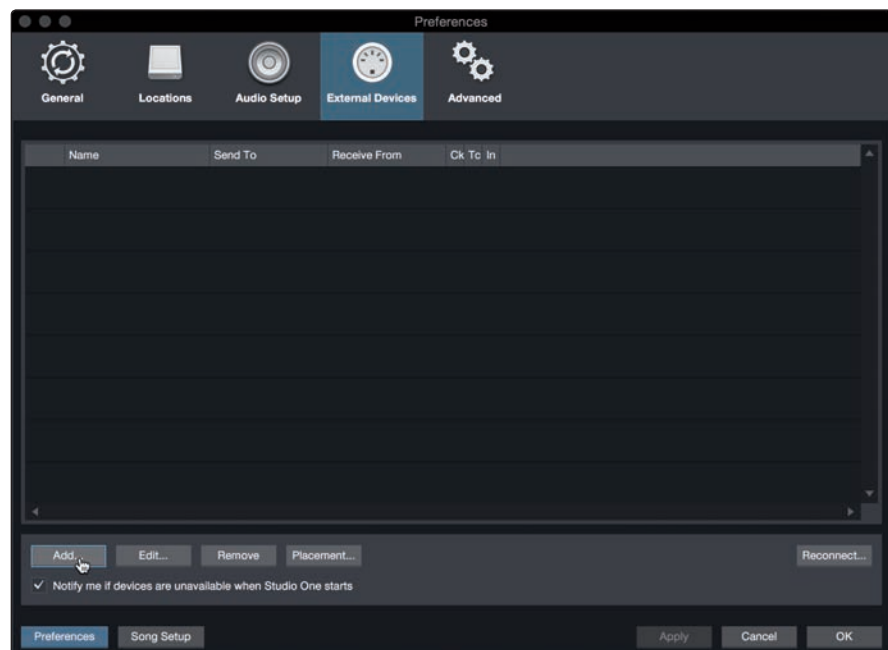 Preferences
General Locations Audio Setup External Devices Advanced
Name Send To Receive From Ck Tc In
Add... Edit... Remove Placement... Reconnect...
Notify me if devices are unavailable when Studio One starts
Preferences Song Setup Apply Cancel OK